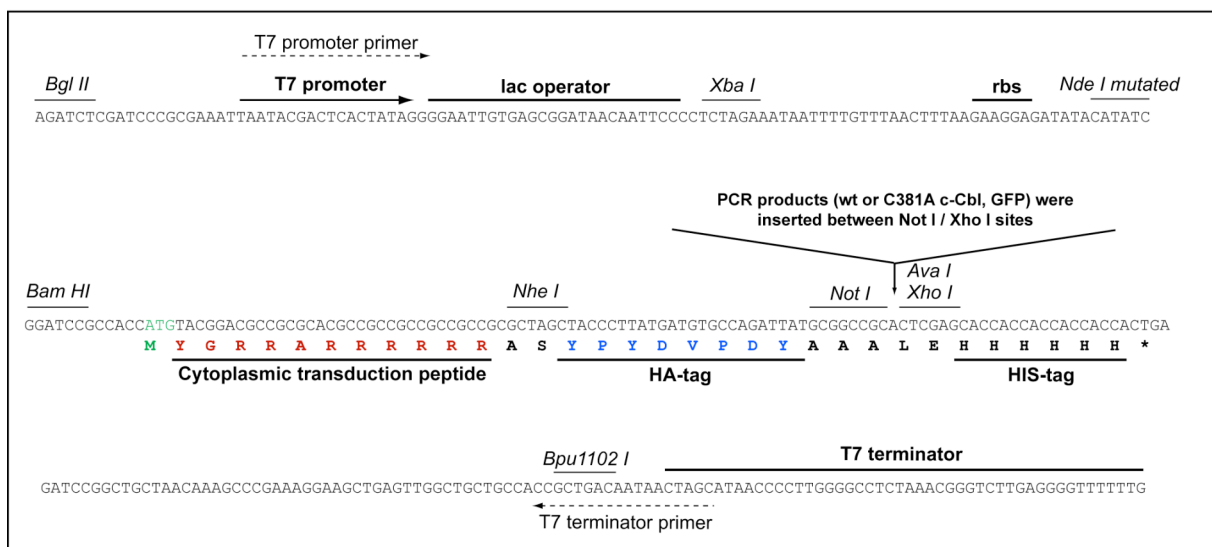 T7 promoter primer
Bgl II T7 promoter lac operator Xba I rbs Nde I mutated
AGATCTCGATCCCGCGAAATTAATACGACTCACTATAGGGGAATTGTGAGCGGATAACAATTCCCCTCTAGAAATAATTTTGTTTAACTTTAAGAAGGAGATATACATATC
PCR products (wt or C381A c-Cbl, GFP) were
inserted between Not I / Xho I sites
Ava I
Bam HI Nhe I Not I Xho I
GGATCCGCCACCATGTACGGACGCCGCGCACGCCGCCGCCGCCGCCGCGCTAGCTACCCTTATGATGTGCCAGATTATGCGGCCGCACTCGAGCACCACCACCACCACCACTGA
M Y G R R A R R R R R R A S Y P Y D V P D Y A A A L E H H H H H H *
Cytoplasmic transduction peptide HA-tag HIS-tag
T7 terminator
Bpu1102 I
GATCCGGCTGCTAACAAAGCCCGAAAGGAAGCTGAGTTGGCTGCTGCCACCGCTGACAATAACTAGCATAACCCCTTGGGGCCTCTAAACGGGTCTTGAGGGGTTTTTTG
T7 terminator primer